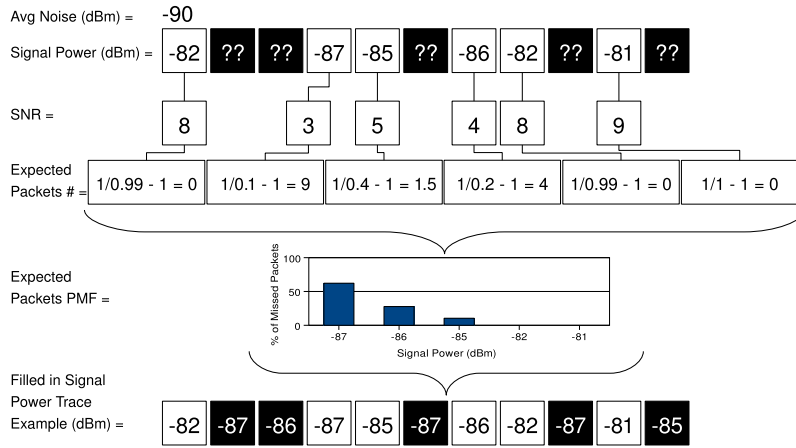 Avg Noise (dBm) = -90
Signal Power (dBm) = -82 ?? ?? -87 -85 ?? -86 -82 ?? -81 ??
SNR = 8 3 5 4 8 9
Expected
Packets # = 1/0.99 - 1 = 0 1/0.1 - 1 = 9 1/0.4 - 1 = 1.5 1/0.2 - 1 = 4 1/0.99 - 1 = 0 1/1 - 1 = 0
Expected
Packets PMF =
% of Missed Packets
100
50
0
-87 -86 -85 -82 -81
Signal Power (dBm)
Filled in Signal
Power Trace
Example (dBm) = -82 -87 -86 -87 -85 -87 -86 -82 -87 -81 -85